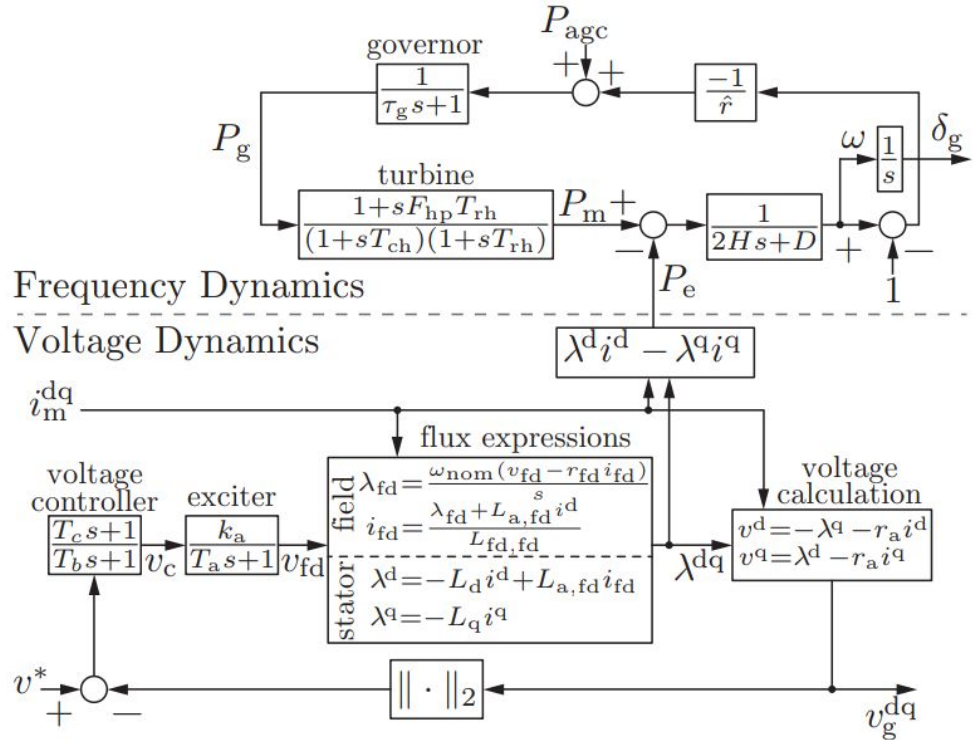 P_agc
governor
+ +
1/(τ_g s+1)
-1/r̂
P_g
ω
1/s
δ_g
turbine
(1+sF_hp T_rh)/((1+sT_ch)(1+sT_rh))
P_m +
−
1/(2Hs+D)
+ −
1
P_e
Frequency Dynamics
Voltage Dynamics
λ^d i^d − λ^q i^q
i_m^dq
flux expressions
voltage controller
exciter
voltage calculation
field
λ_fd = ω_nom(v_fd − r_fd i_fd)/s
i_fd = (λ_fd + L_a,fd i^d)/L_fd,fd
(T_c s+1)/(T_b s+1)
v_c
k_a/(T_a s+1)
v_fd
stator
λ^d = −L_d i^d + L_a,fd i_fd
λ^q = −L_q i^q
λ^dq
v^d = −λ^q − r_a i^d
v^q = λ^d − r_a i^q
v*
+ −
‖ · ‖_2
v_g^dq